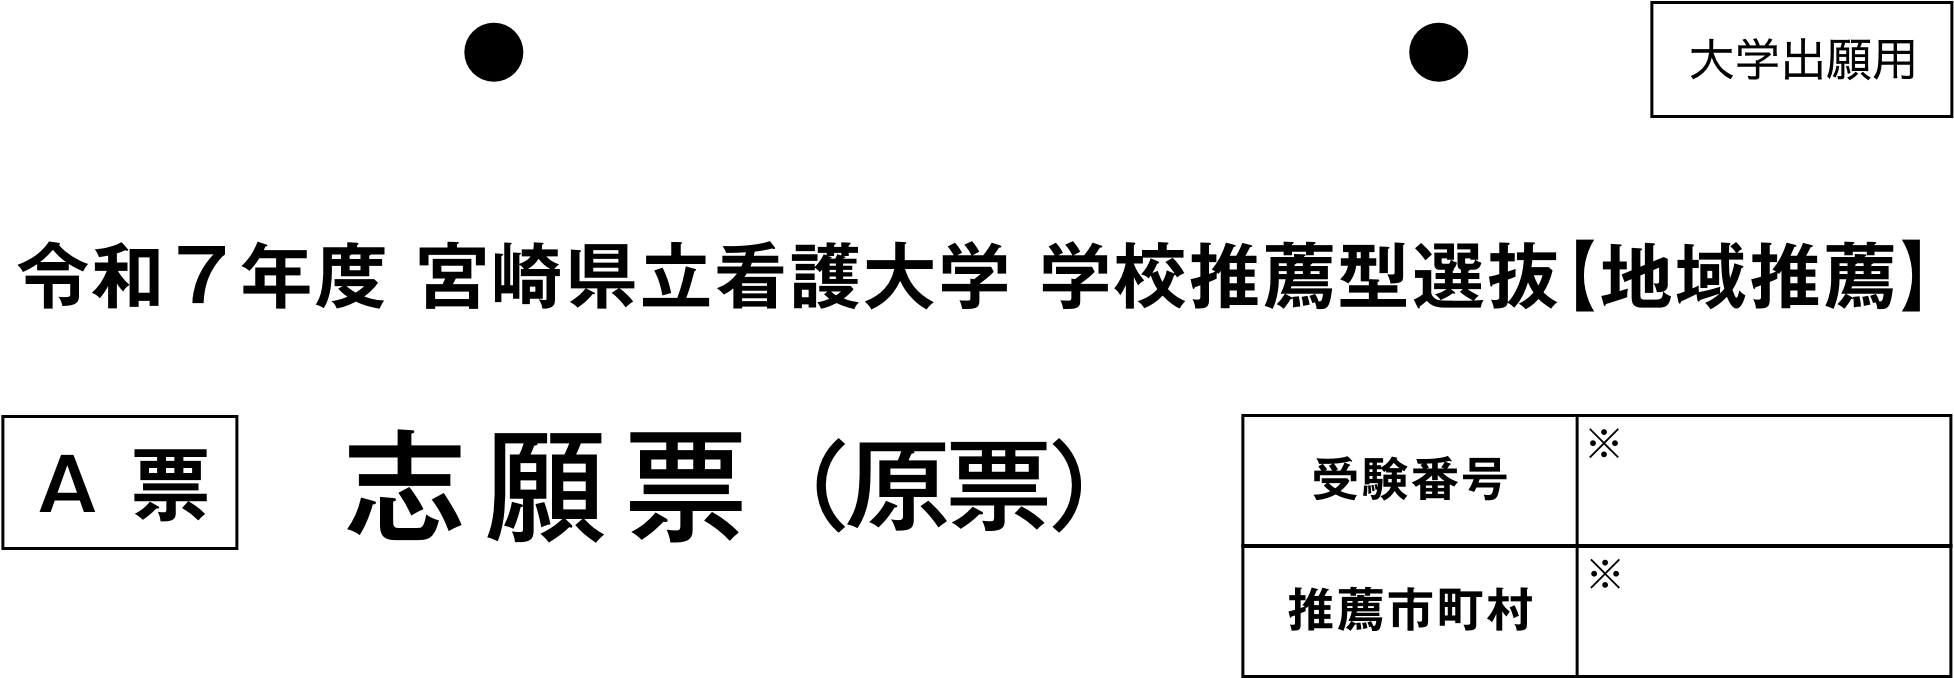 大学出願用
令和７年度 宮崎県立看護大学 学校推薦型選抜【地域推薦】
Ａ 票
志願票（原票）
受験番号 ※
推薦市町村 ※